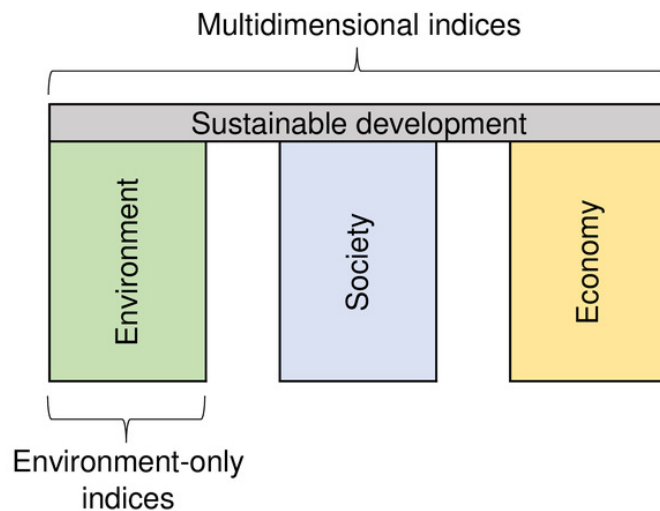 Multidimensional indices
Sustainable development
Environment
Society
Economy
Environment-only
indices